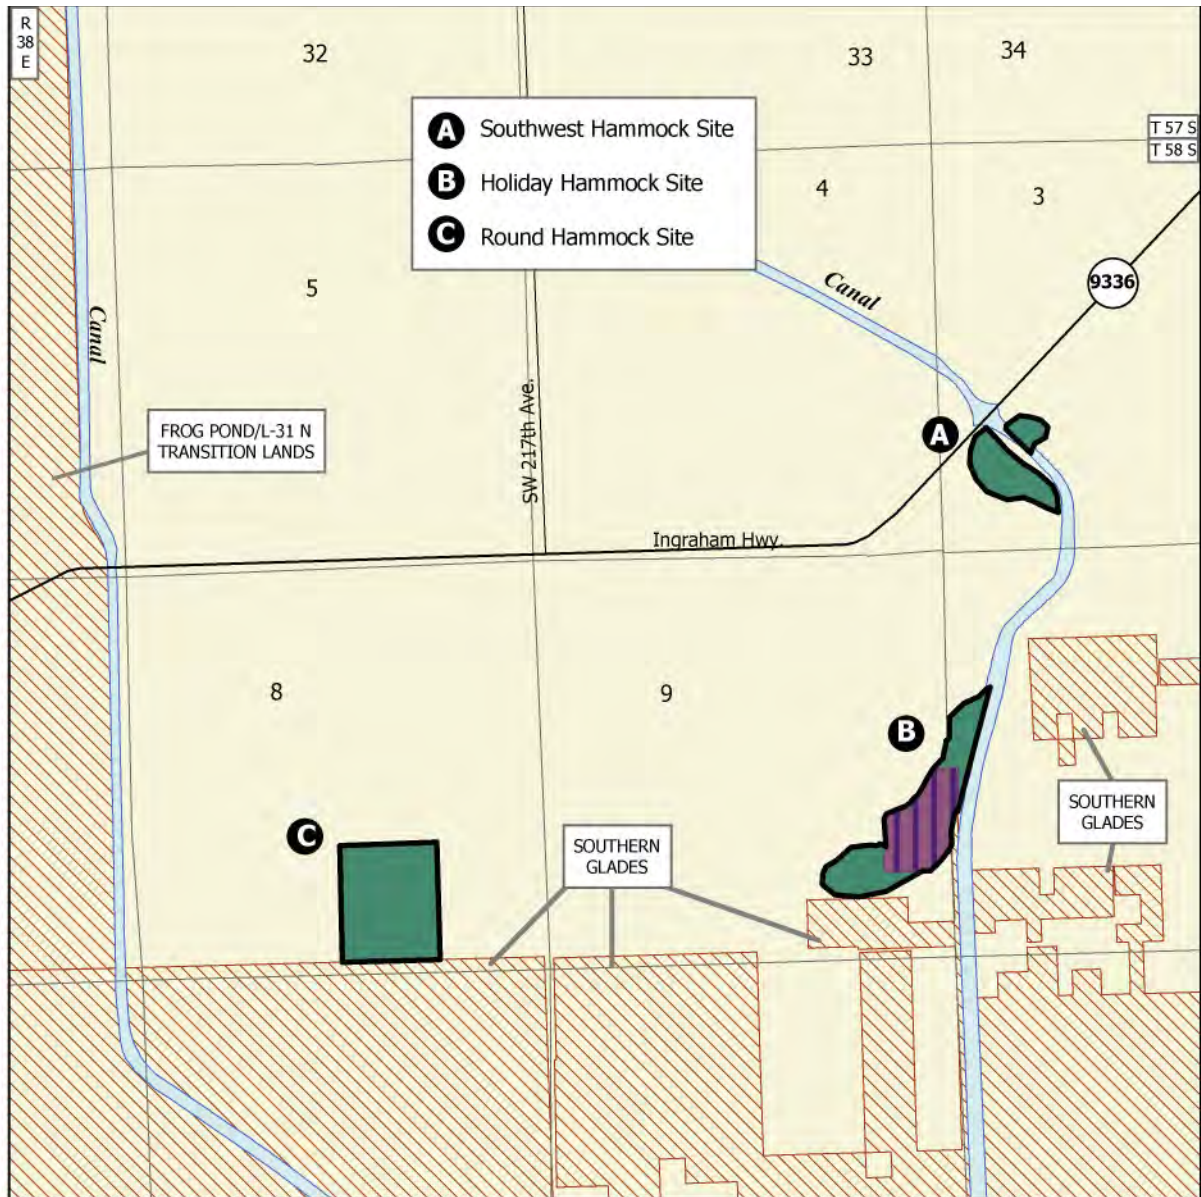 R
38
E
32
33
34
A Southwest Hammock Site
B Holiday Hammock Site
C Round Hammock Site
T 57 S
T 58 S
4
3
5
Canal
9336
Canal
SW 217th Ave.
FROG POND/L-31 N
TRANSITION LANDS
A
Ingraham Hwy.
8
9
B
SOUTHERN
GLADES
C
SOUTHERN
GLADES